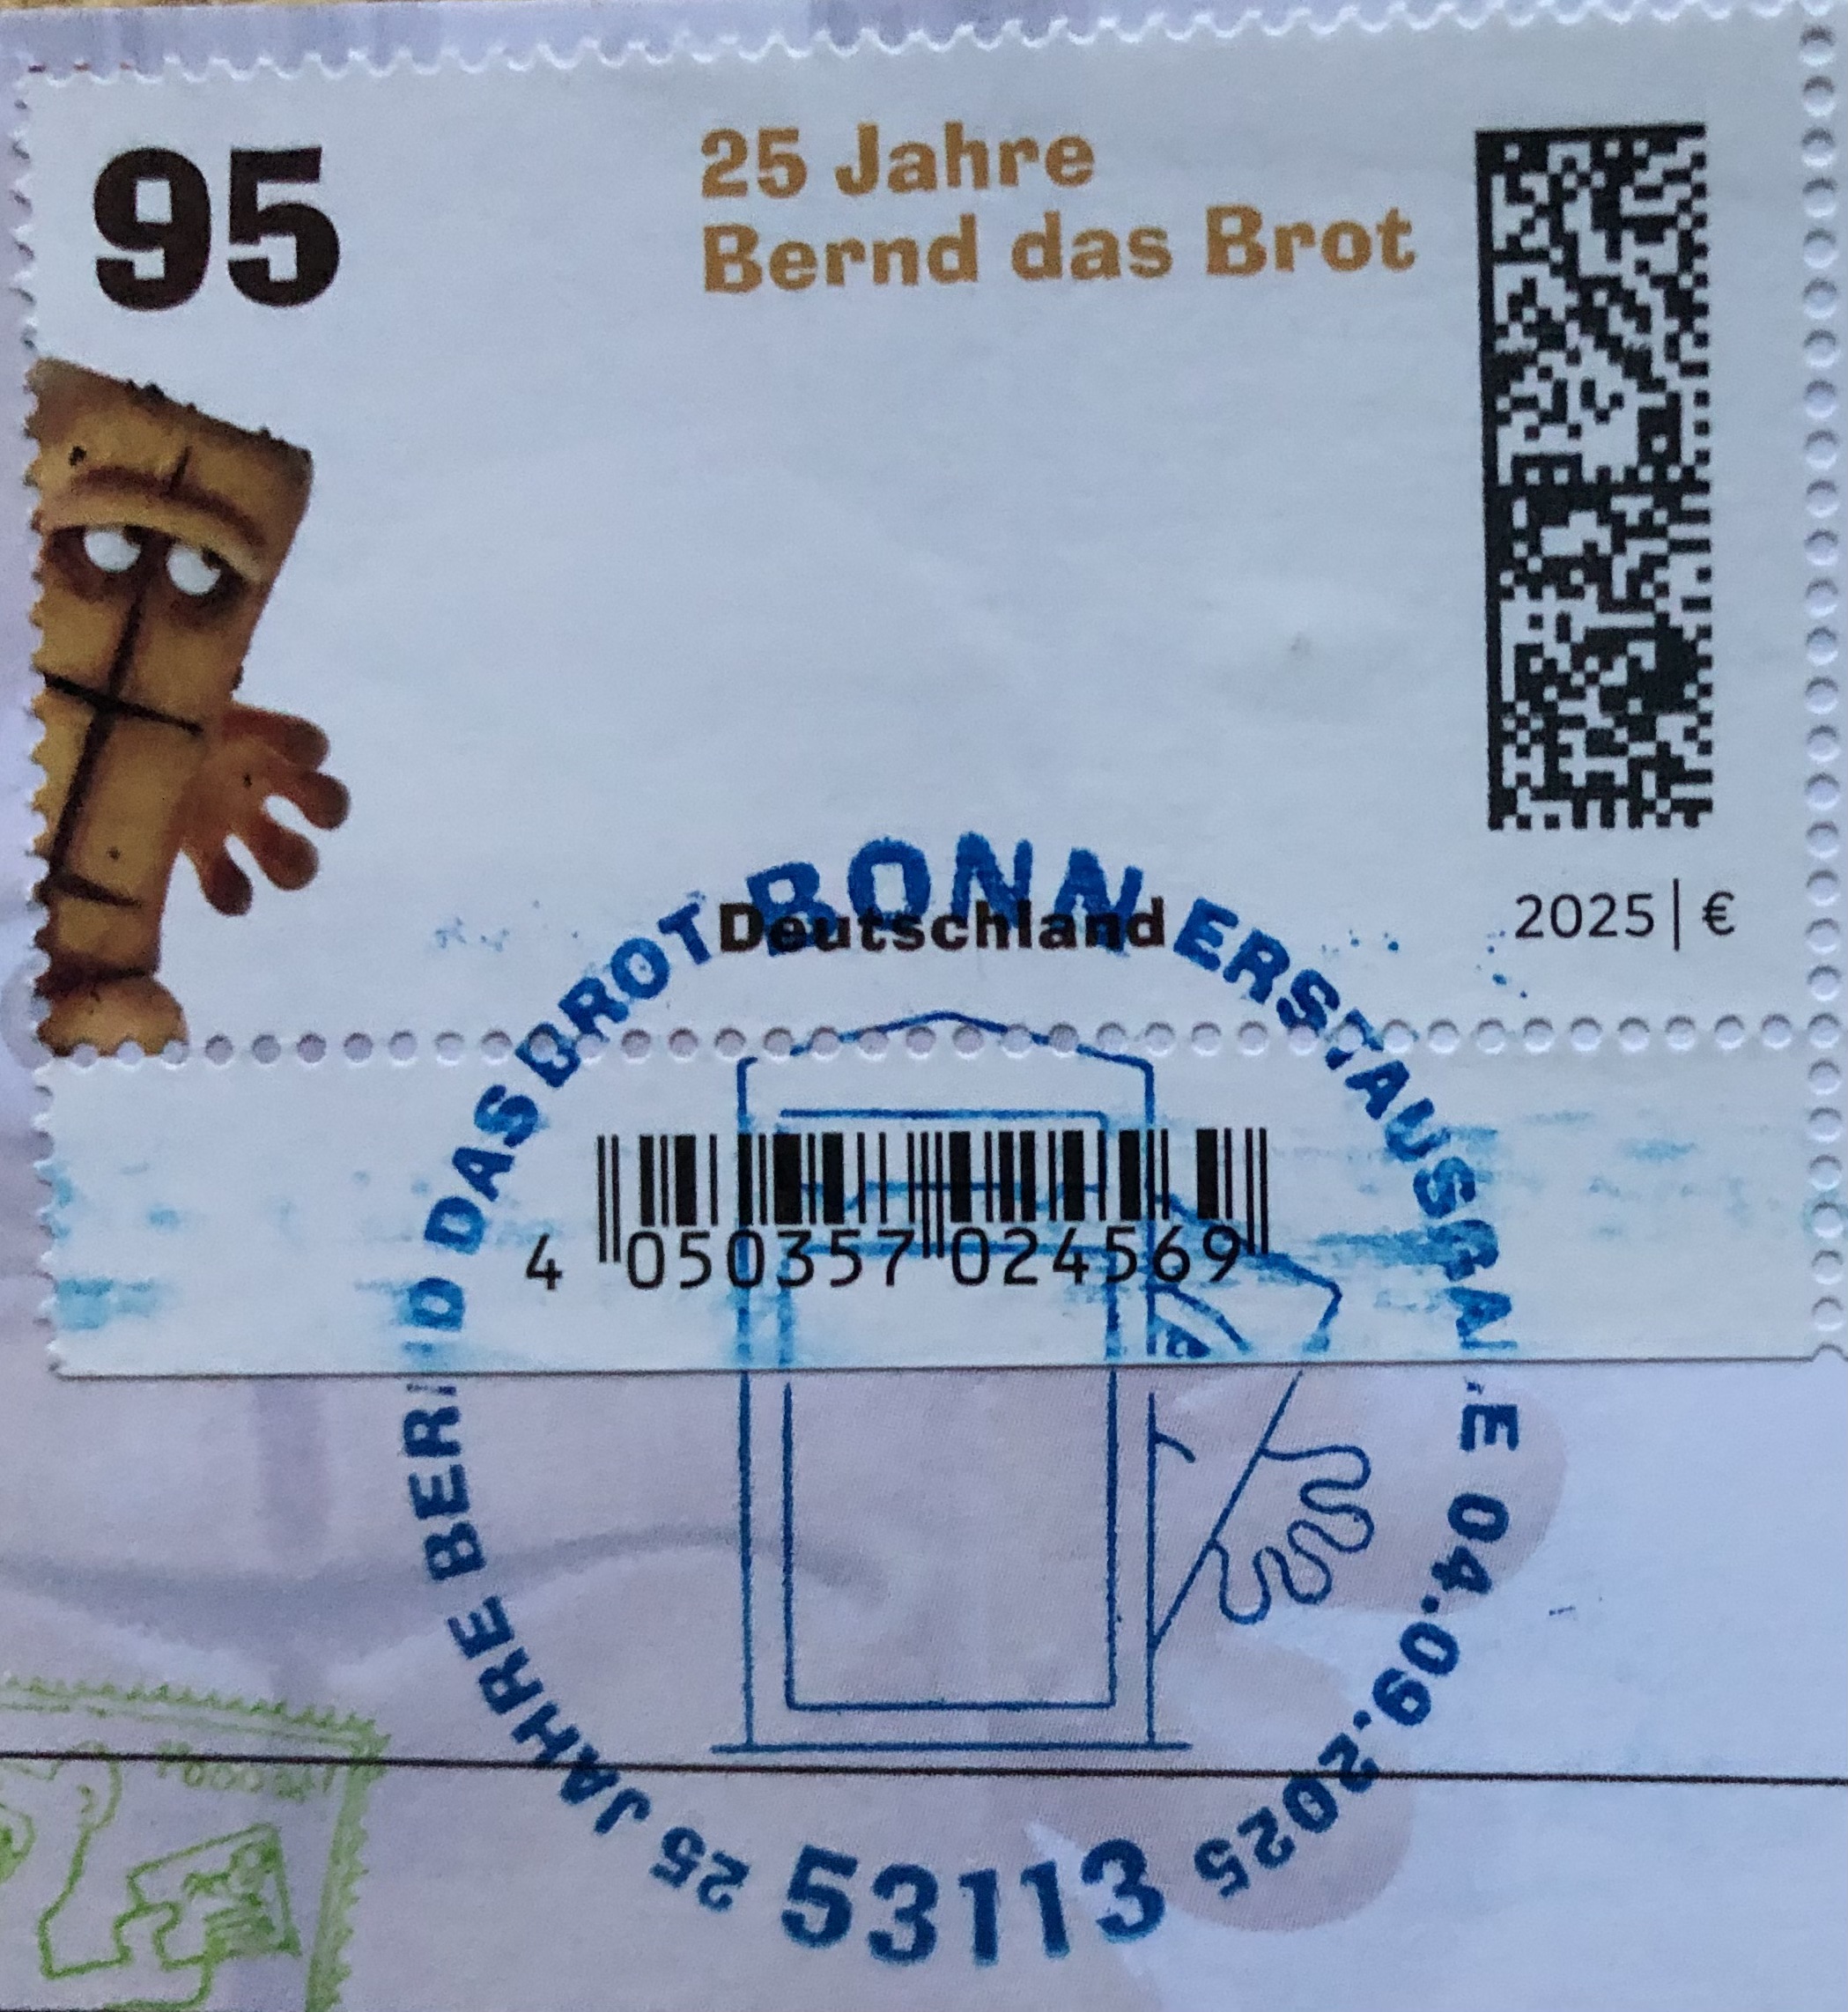 95
25 Jahre
Bernd das Brot
Deutschland
2025 | €
4 050357 024569
BONN
ERSTAUSGABE 04.09.2025
53113
25 JAHRE BERND DAS BROT